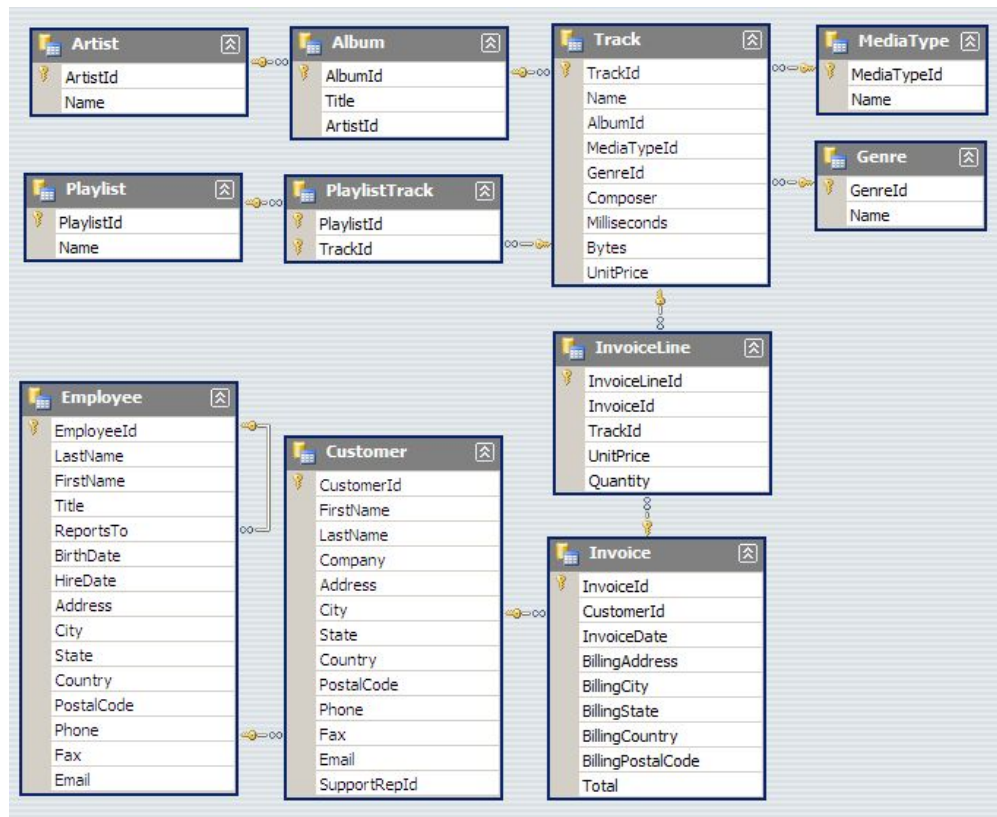 Artist
ArtistId
Name
Album
AlbumId
Title
ArtistId
Track
TrackId
Name
AlbumId
MediaTypeId
GenreId
Composer
Milliseconds
Bytes
UnitPrice
MediaType
MediaTypeId
Name
Genre
GenreId
Name
Playlist
PlaylistId
Name
PlaylistTrack
PlaylistId
TrackId
InvoiceLine
InvoiceLineId
InvoiceId
TrackId
UnitPrice
Quantity
Employee
EmployeeId
LastName
FirstName
Title
ReportsTo
BirthDate
HireDate
Address
City
State
Country
PostalCode
Phone
Fax
Email
Customer
CustomerId
FirstName
LastName
Company
Address
City
State
Country
PostalCode
Phone
Fax
Email
SupportRepId
Invoice
InvoiceId
CustomerId
InvoiceDate
BillingAddress
BillingCity
BillingState
BillingCountry
BillingPostalCode
Total